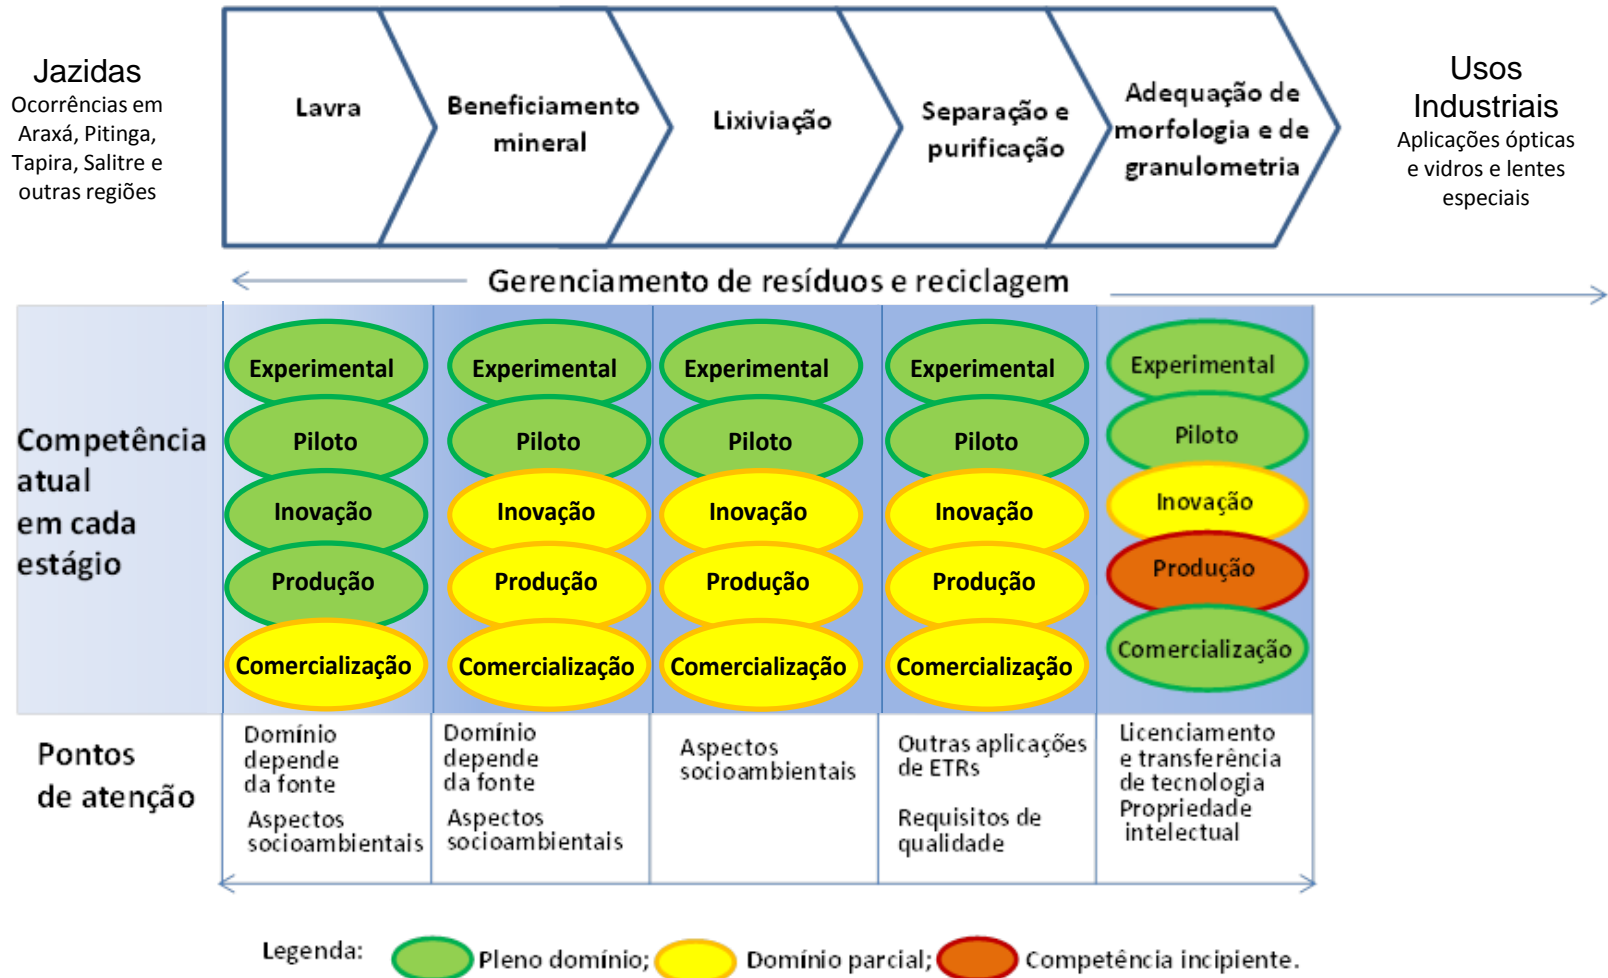 Jazidas
Ocorrências em
Araxá, Pitinga,
Tapira, Salitre e
outras regiões
Lavra
Beneficiamento
mineral
Lixiviação
Separação e
purificação
Adequação de
morfologia e de
granulometria
Usos
Industriais
Aplicações ópticas
e vidros e lentes
especiais
Gerenciamento de resíduos e reciclagem
Competência
atual
em cada
estágio
Experimental
Piloto
Inovação
Produção
Comercialização
Experimental
Piloto
Inovação
Produção
Comercialização
Experimental
Piloto
Inovação
Produção
Comercialização
Experimental
Piloto
Inovação
Produção
Comercialização
Experimental
Piloto
Inovação
Produção
Comercialização
Pontos
de atenção
Domínio
depende
da fonte
Aspectos
socioambientais
Domínio
depende
da fonte
Aspectos
socioambientais
Aspectos
socioambientais
Outras aplicações
de ETRs
Requisitos de
qualidade
Licenciamento
e transferência
de tecnologia
Propriedade
intelectual
Legenda:
Pleno domínio;
Domínio parcial;
Competência incipiente.